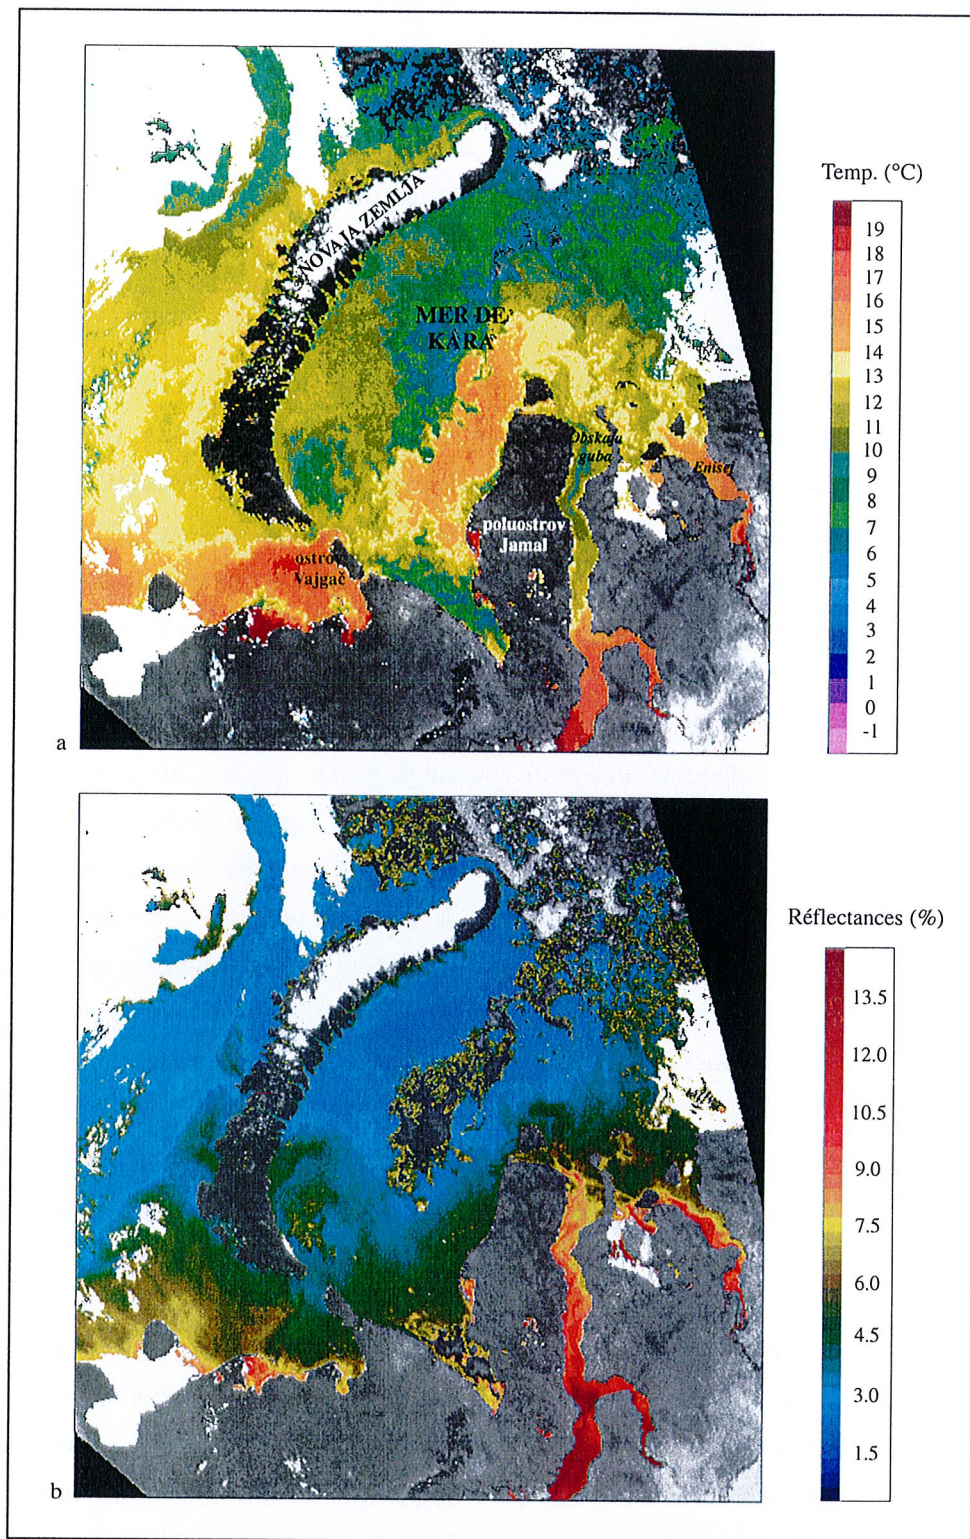 NOVAJA ZEMLJA
MER DE
KARA
Obskaja
guba
Enisej
poluostrov
Jamal
ostrov
Vajgač
a
Temp. (°C)
19
18
17
16
15
14
13
12
11
10
9
8
7
6
5
4
3
2
1
0
-1
b
Réflectances (%)
13.5
12.0
10.5
9.0
7.5
6.0
4.5
3.0
1.5